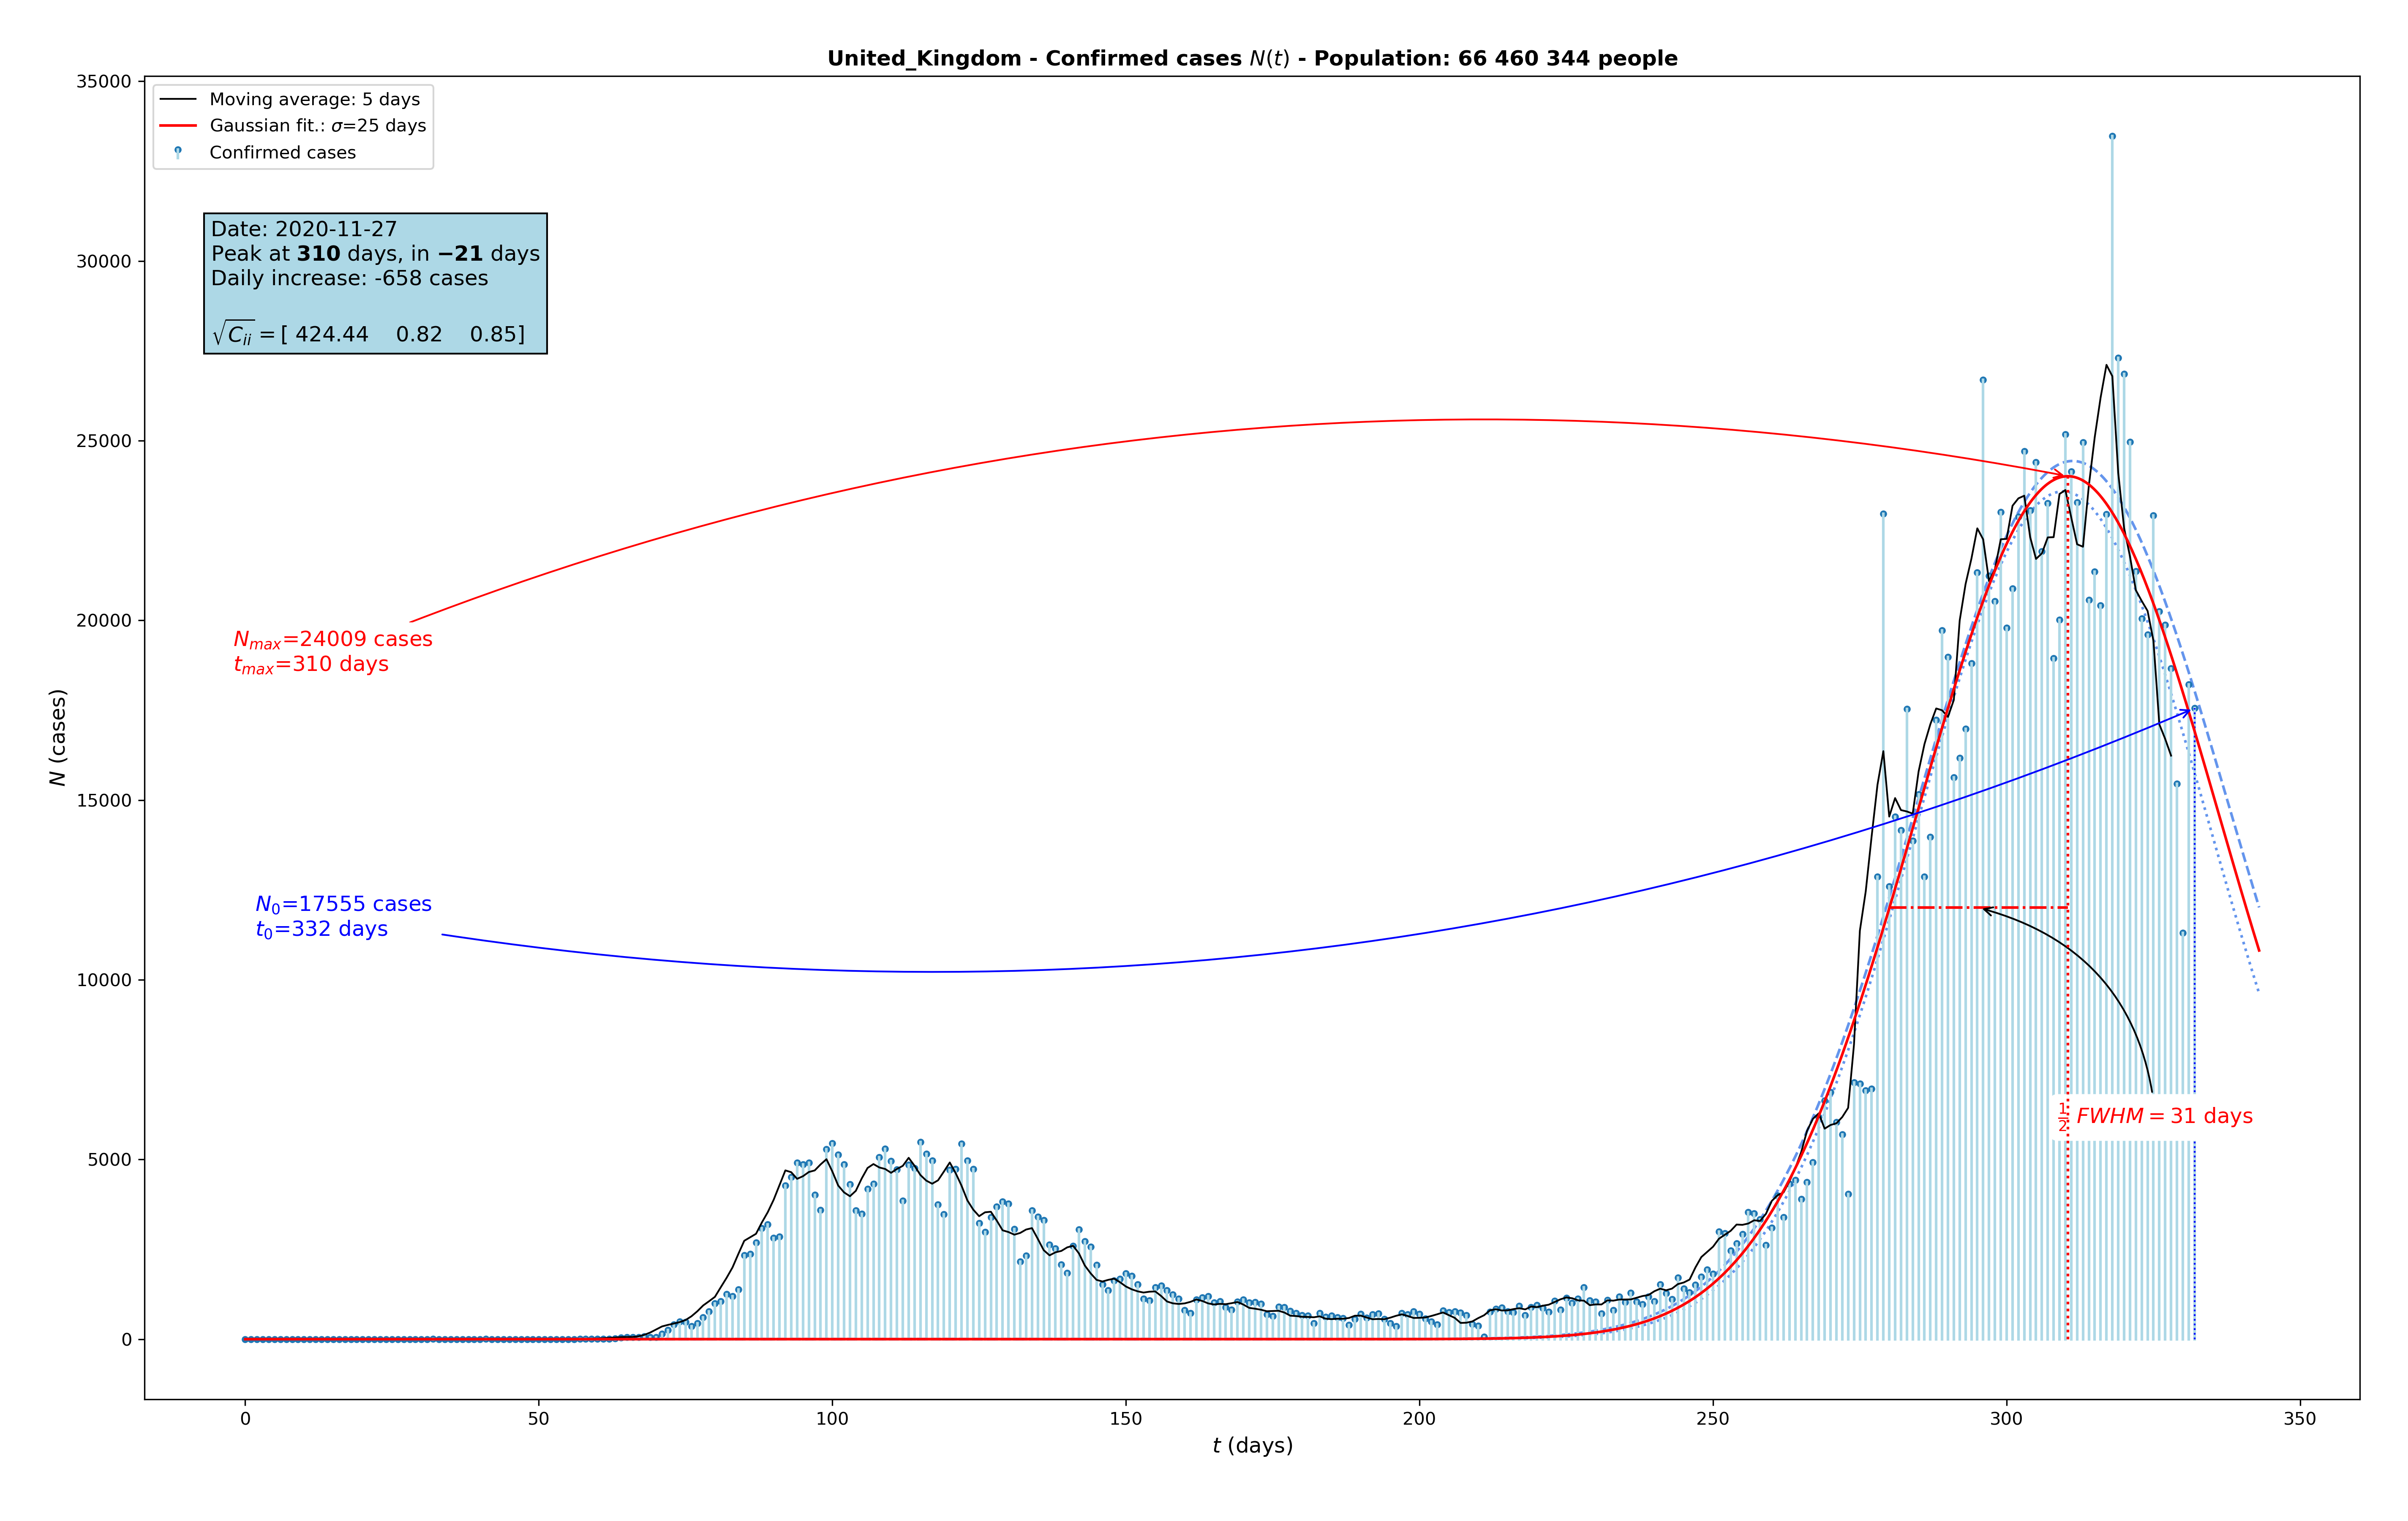 United_Kingdom - Confirmed cases N(t) - Population: 66 460 344 people
Moving average: 5 days
Gaussian fit.: σ=25 days
Confirmed cases
Date: 2020-11-27
Peak at 310 days, in −21 days
Daily increase: -658 cases
√C_ii = [ 424.44 0.82 0.85]
N_max=24009 cases
t_max=310 days
N_0=17555 cases
t_0=332 days
1/2 FWHM = 31 days
N (cases)
35000
30000
25000
20000
15000
10000
5000
0
0 50 100 150 200 250 300 350
t (days)